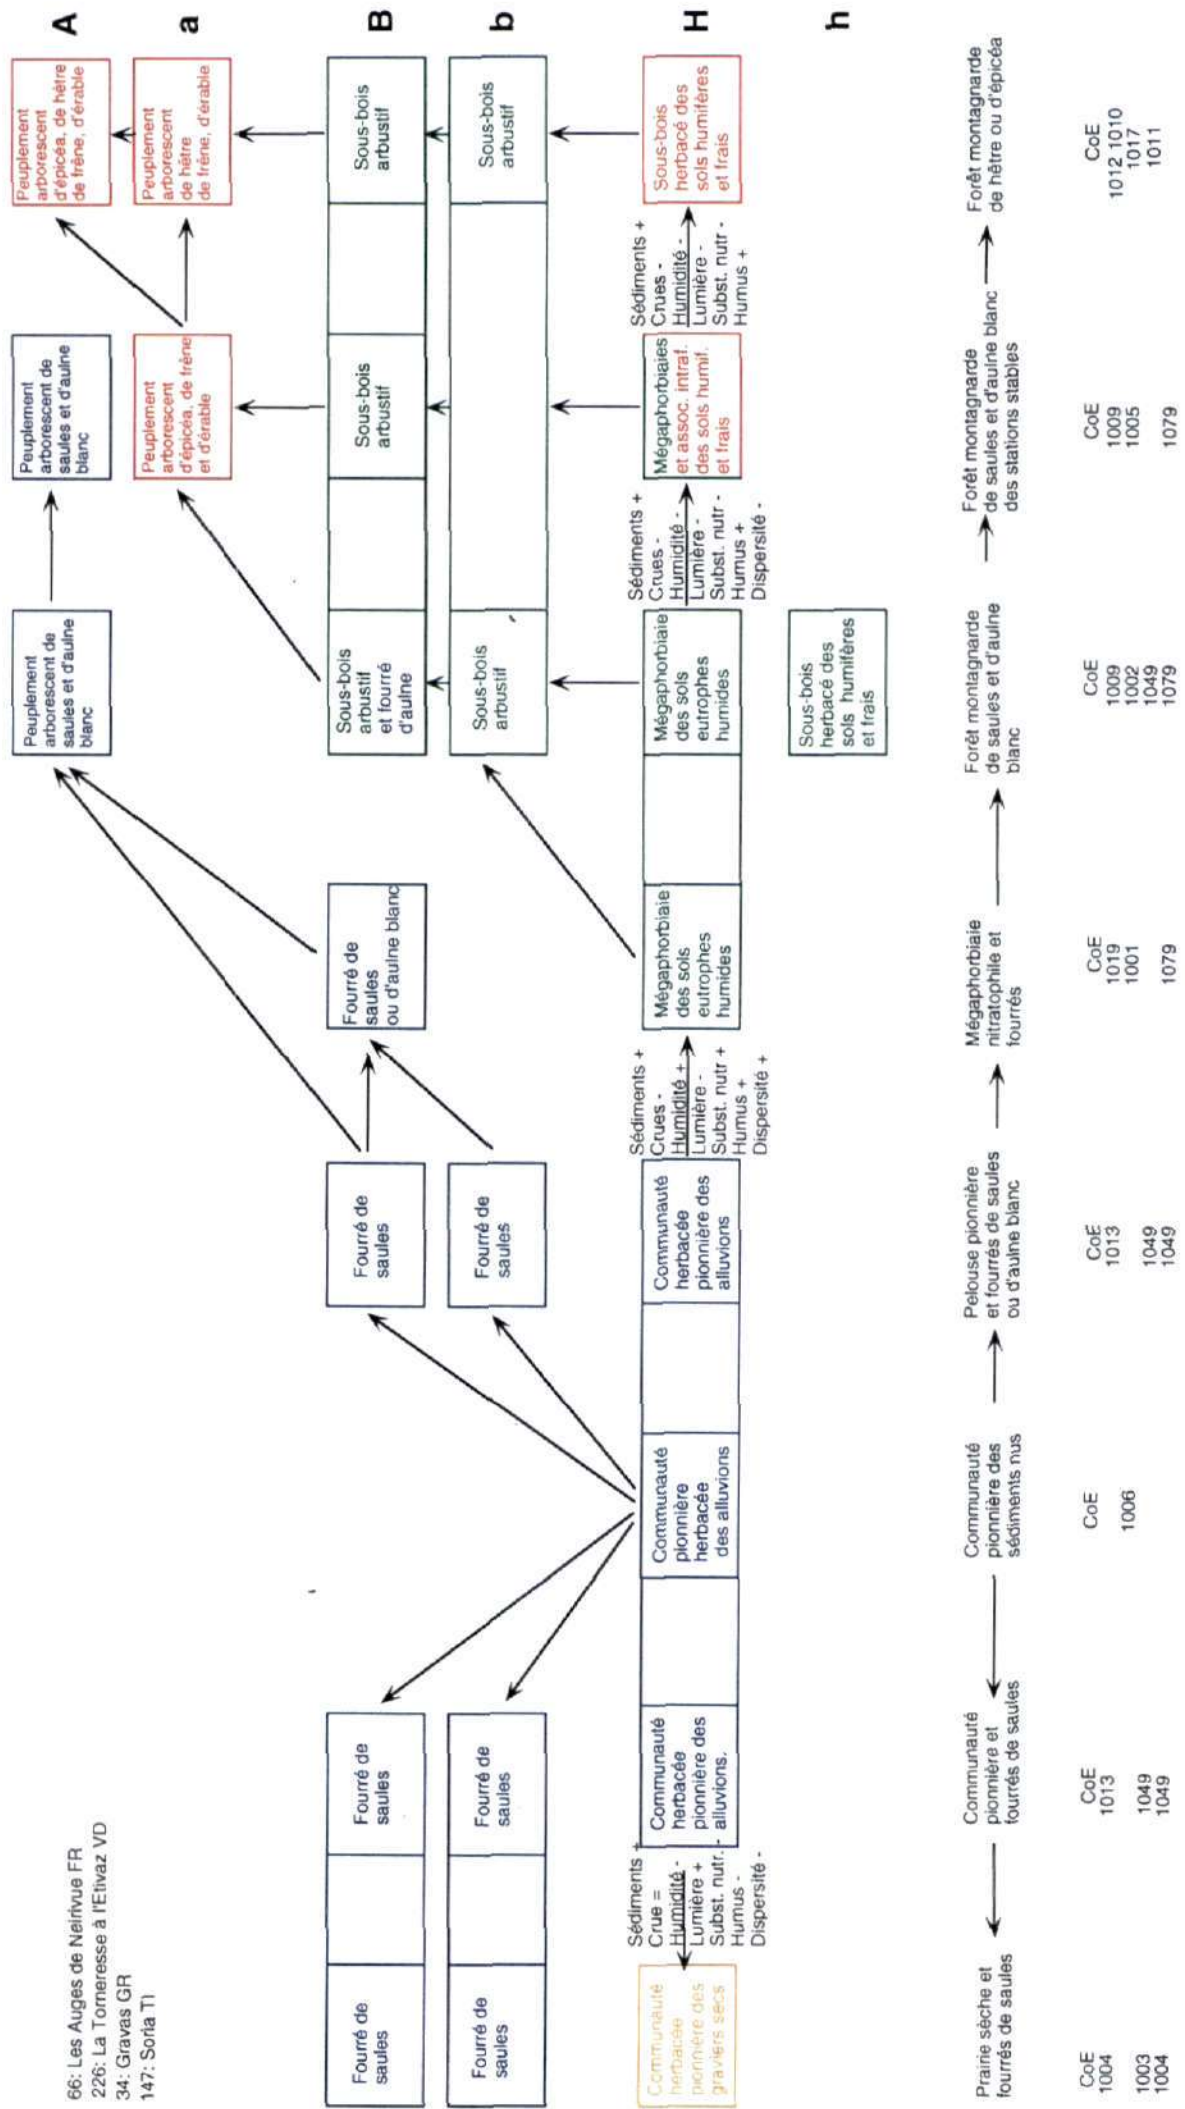 66: Les Auges de Neirivue FR
226: La Torneresse à l'Etivaz VD
34: Gravas GR
147: Soria TI
Peuplement
arborescent de
saules et d'aulne
blanc
Peuplement
arborescent de
saules et d'aulne
blanc
Peuplement
arborescent
d'épicéa, de hêtre
de frêne, d'érable
A
Peuplement
arborescent
d'épicéa, de frêne
et d'érable
Peuplement
arborescent
de hêtre
de frêne, d'érable
a
Fourré de
saules
Fourré de
saules
Fourré de
saules
Fourré de
saules
ou d'aulne blanc
Sous-bois
arbustif
et fourré
d'aulne
Sous-bois
arbustif
Sous-bois
arbustif
B
Fourré de
saules
Fourré de
saules
Fourré de
saules
Sous-bois
arbustif
Sous-bois
arbustif
b
Communauté
herbacée
pionnière des
graviers secs
Sédiments +
Crue =
Humidité -
Lumière +
Subst. nutr. -
Humus -
Dispersité -
Communauté
herbacée
pionnière des
alluvions.
Communauté
pionnière
herbacée
des alluvions
Communauté
herbacée
pionnière des
alluvions
Sédiments +
Crues -
Humidité +
Lumière -
Subst. nutr +
Humus +
Dispersité +
Mégaphorbiaie
des sols
eutrophes
humides
Mégaphorbiaie
des sols
eutrophes
humides
Sédiments +
Crues -
Humidité -
Lumière -
Subst. nutr -
Humus +
Dispersité -
Mégaphorbiaies
et assoc. intraf.
des sols humif.
et frais
Sédiments +
Crues -
Humidité -
Lumière -
Subst. nutr -
Humus +
Sous-bois
herbacé des
sols humifères
et frais
H
Sous-bois
herbacé des
sols humifères
et frais
h
Prairie sèche et
fourrés de saules
Communauté
pionnière et
fourrés de saules
Communauté
pionnière des
sédiments nus
Pelouse pionnière
et fourrés de saules
ou d'aulne blanc
Mégaphorbiaie
nitratophile et
fourrés
Forêt montagnarde
de saules et d'aulne
blanc
Forêt montagnarde
de saules et d'aulne blanc
des stations stables
Forêt montagnarde
de hêtre ou d'épicéa
CoE
1004
1003
1004
CoE
1013
1049
1049
CoE
1006
CoE
1013
1049
1049
CoE
1019
1001
1079
CoE
1009
1002
1049
1079
CoE
1009
1005
1079
CoE
1012 1010
1017
1011